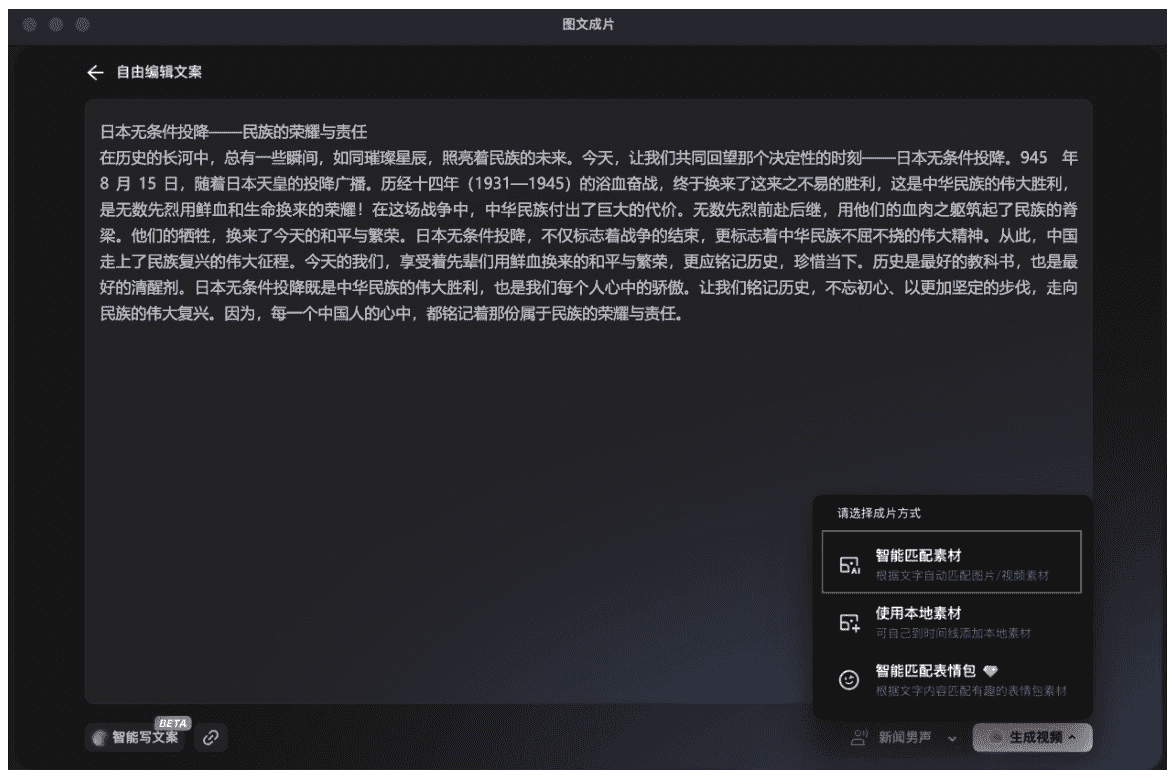 图文成片
自由编辑文案
日本无条件投降——民族的荣耀与责任
在历史的长河中，总有一些瞬间，如同璀璨星辰，照亮着民族的未来。今天，让我们共同回望那个决定性的时刻——日本无条件投降。945 年
8 月 15 日，随着日本天皇的投降广播。历经十四年（1931—1945）的浴血奋战，终于换来了这来之不易的胜利，这是中华民族的伟大胜利，
是无数先烈用鲜血和生命换来的荣耀！在这场战争中，中华民族付出了巨大的代价。无数先烈前赴后继，用他们的血肉之躯筑起了民族的脊
梁。他们的牺牲，换来了今天的和平与繁荣。日本无条件投降，不仅标志着战争的结束，更标志着中华民族不屈不挠的伟大精神。从此，中国
走上了民族复兴的伟大征程。今天的我们，享受着先辈们用鲜血换来的和平与繁荣，更应铭记历史，珍惜当下。历史是最好的教科书，也是最
好的清醒剂。日本无条件投降既是中华民族的伟大胜利，也是我们每个人心中的骄傲。让我们铭记历史，不忘初心、以更加坚定的步伐，走向
民族的伟大复兴。因为，每一个中国人的心中，都铭记着那份属于民族的荣耀与责任。
请选择成片方式
智能匹配素材
根据文字自动匹配图片/视频素材
使用本地素材
可自己到时间线添加本地素材
智能匹配表情包
根据文字内容匹配有趣的表情包素材
智能写文案 BETA
新闻男声
生成视频